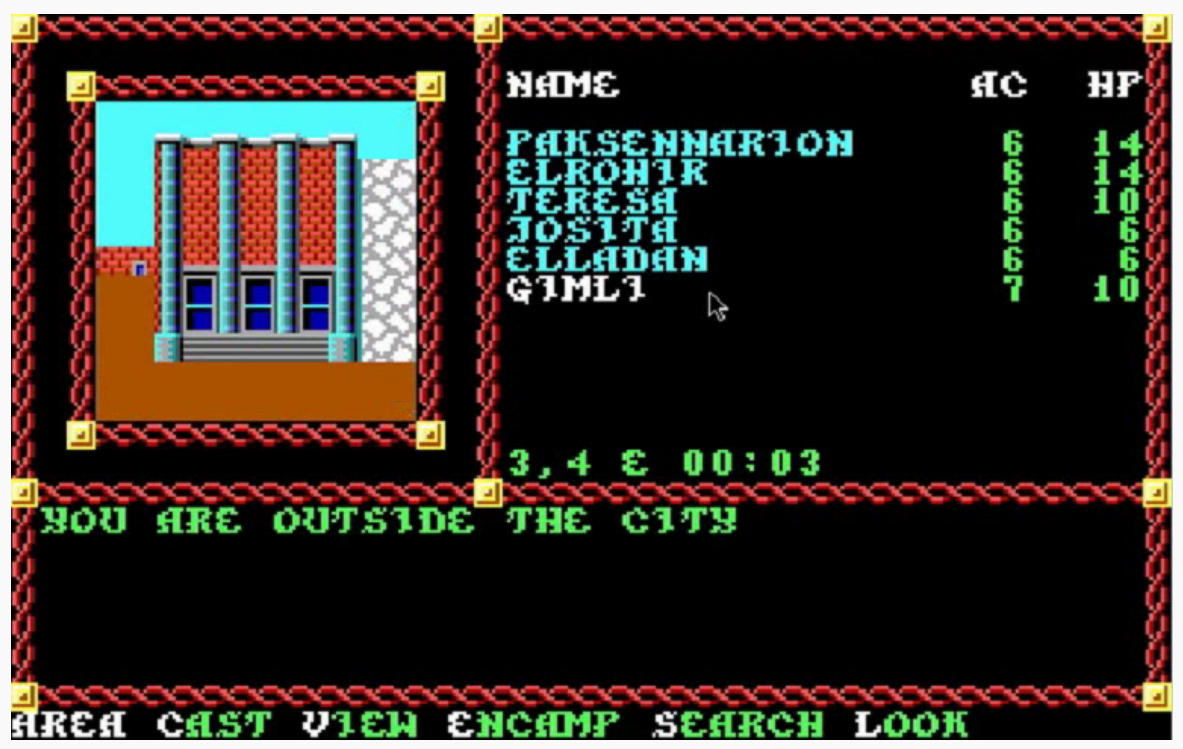 NAME AC HP
PAKSENNARION 6 14
ELROHIR 6 14
TERESA 6 10
JOSITA 6 6
ELLADAN 6 6
GIMLI 7 10
3,4 E 00:03
YOU ARE OUTSIDE THE CITY
AREA CAST VIEW ENCAMP SEARCH LOOK